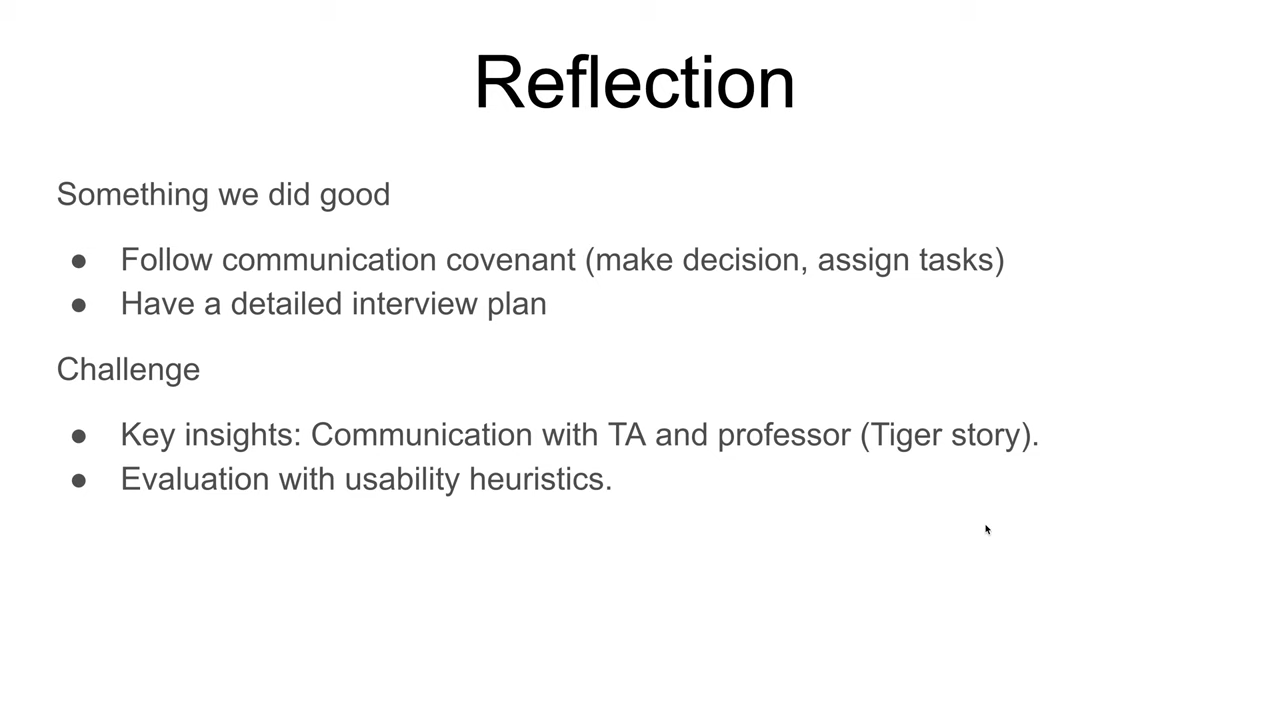 Reflection
Something we did good
● Follow communication covenant (make decision, assign tasks)
● Have a detailed interview plan
Challenge
● Key insights: Communication with TA and professor (Tiger story).
● Evaluation with usability heuristics.